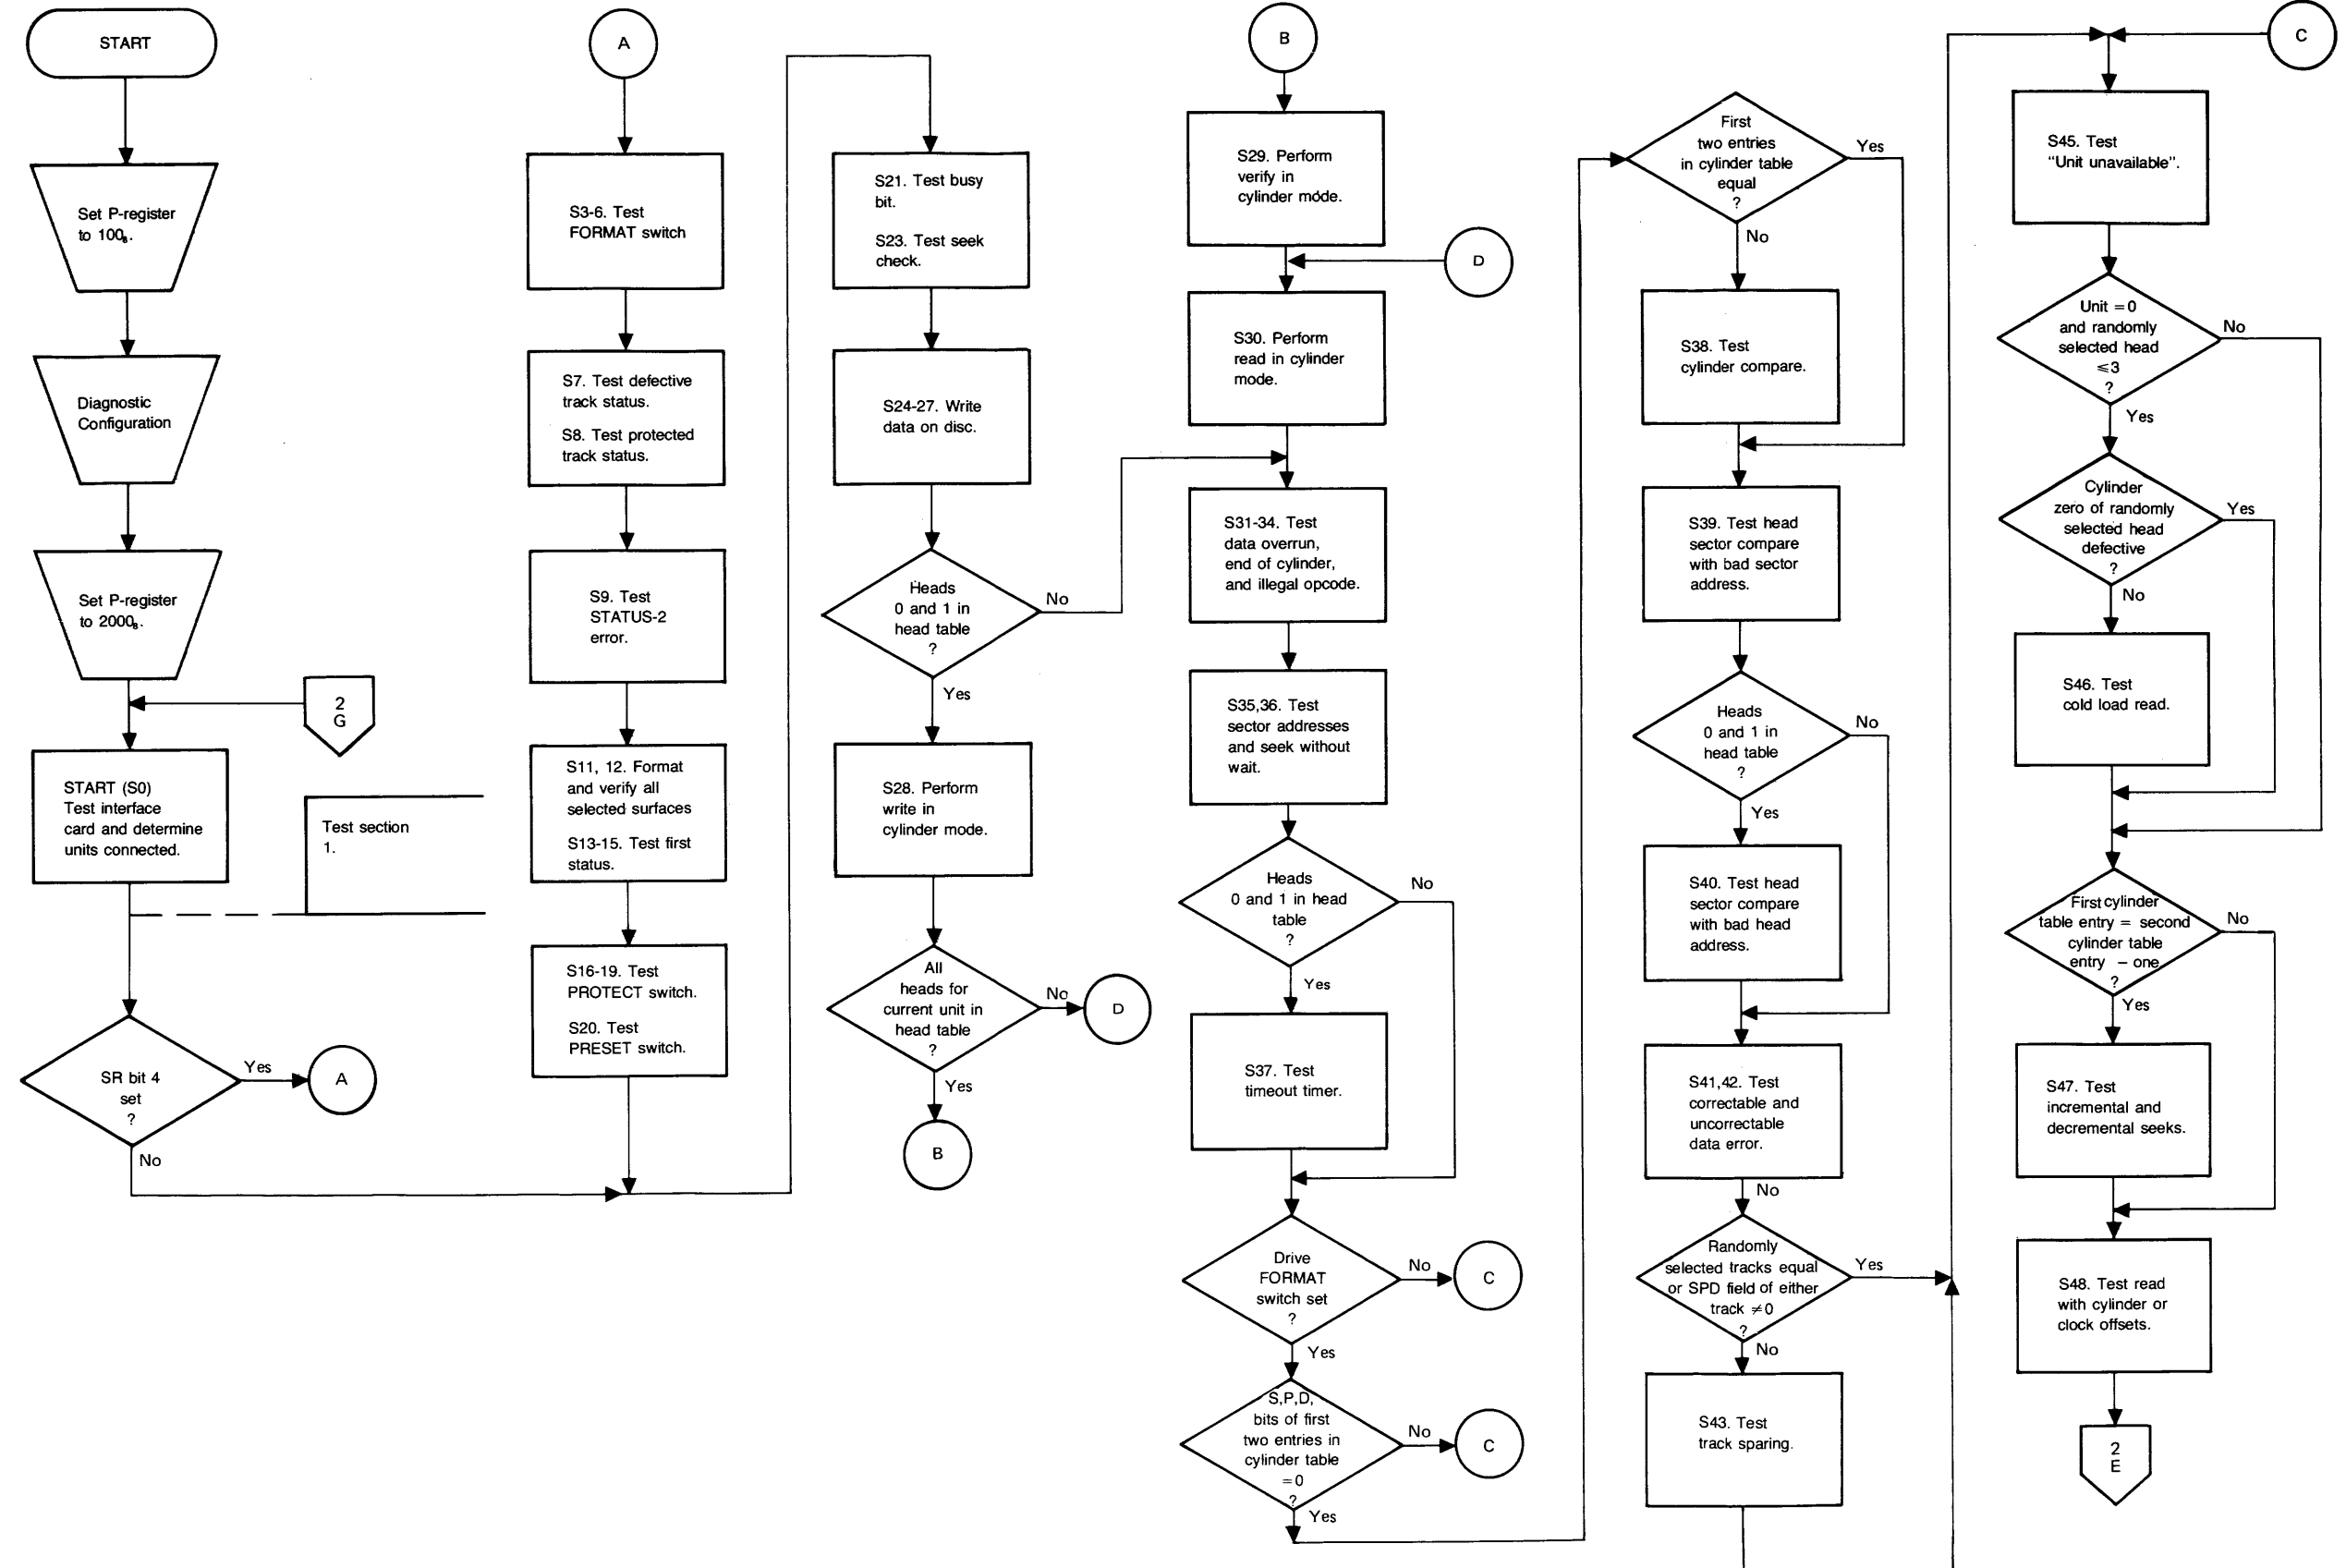 START
Set P-register
to 100₈.
Diagnostic
Configuration
Set P-register
to 2000₈.
2
G
START (S0)
Test interface
card and determine
units connected.
Test section
1.
SR bit 4
set
?
Yes
A
No
A
S3-6. Test
FORMAT switch
S7. Test defective
track status.
S8. Test protected
track status.
S9. Test
STATUS-2
error.
S11, 12. Format
and verify all
selected surfaces
S13-15. Test first
status.
S16-19. Test
PROTECT switch.
S20. Test
PRESET switch.
S21. Test busy
bit.
S23. Test seek
check.
S24-27. Write
data on disc.
Heads
0 and 1 in
head table
?
No
Yes
S28. Perform
write in
cylinder mode.
All
heads for
current unit in
head table
?
No
D
Yes
B
B
S29. Perform
verify in
cylinder mode.
D
S30. Perform
read in cylinder
mode.
S31-34. Test
data overrun,
end of cylinder,
and illegal opcode.
S35,36. Test
sector addresses
and seek without
wait.
Heads
0 and 1 in head
table
?
No
Yes
S37. Test
timeout timer.
Drive
FORMAT
switch set
?
No
C
Yes
S,P,D,
bits of first
two entries in
cylinder table
=0
?
No
C
Yes
First
two entries
in cylinder table
equal
?
Yes
No
S38. Test
cylinder compare.
S39. Test head
sector compare
with bad sector
address.
Heads
0 and 1 in
head table
?
No
Yes
S40. Test head
sector compare
with bad head
address.
S41,42. Test
correctable and
uncorrectable
data error.
No
Randomly
selected tracks equal
or SPD field of either
track ≠0
?
Yes
No
S43. Test
track sparing.
C
S45. Test
“Unit unavailable”.
Unit =0
and randomly
selected head
≤3
?
No
Yes
Cylinder
zero of randomly
selected head
defective
?
Yes
No
S46. Test
cold load read.
First cylinder
table entry = second
cylinder table
entry – one
?
No
Yes
S47. Test
incremental and
decremental seeks.
S48. Test read
with cylinder or
clock offsets.
2
E